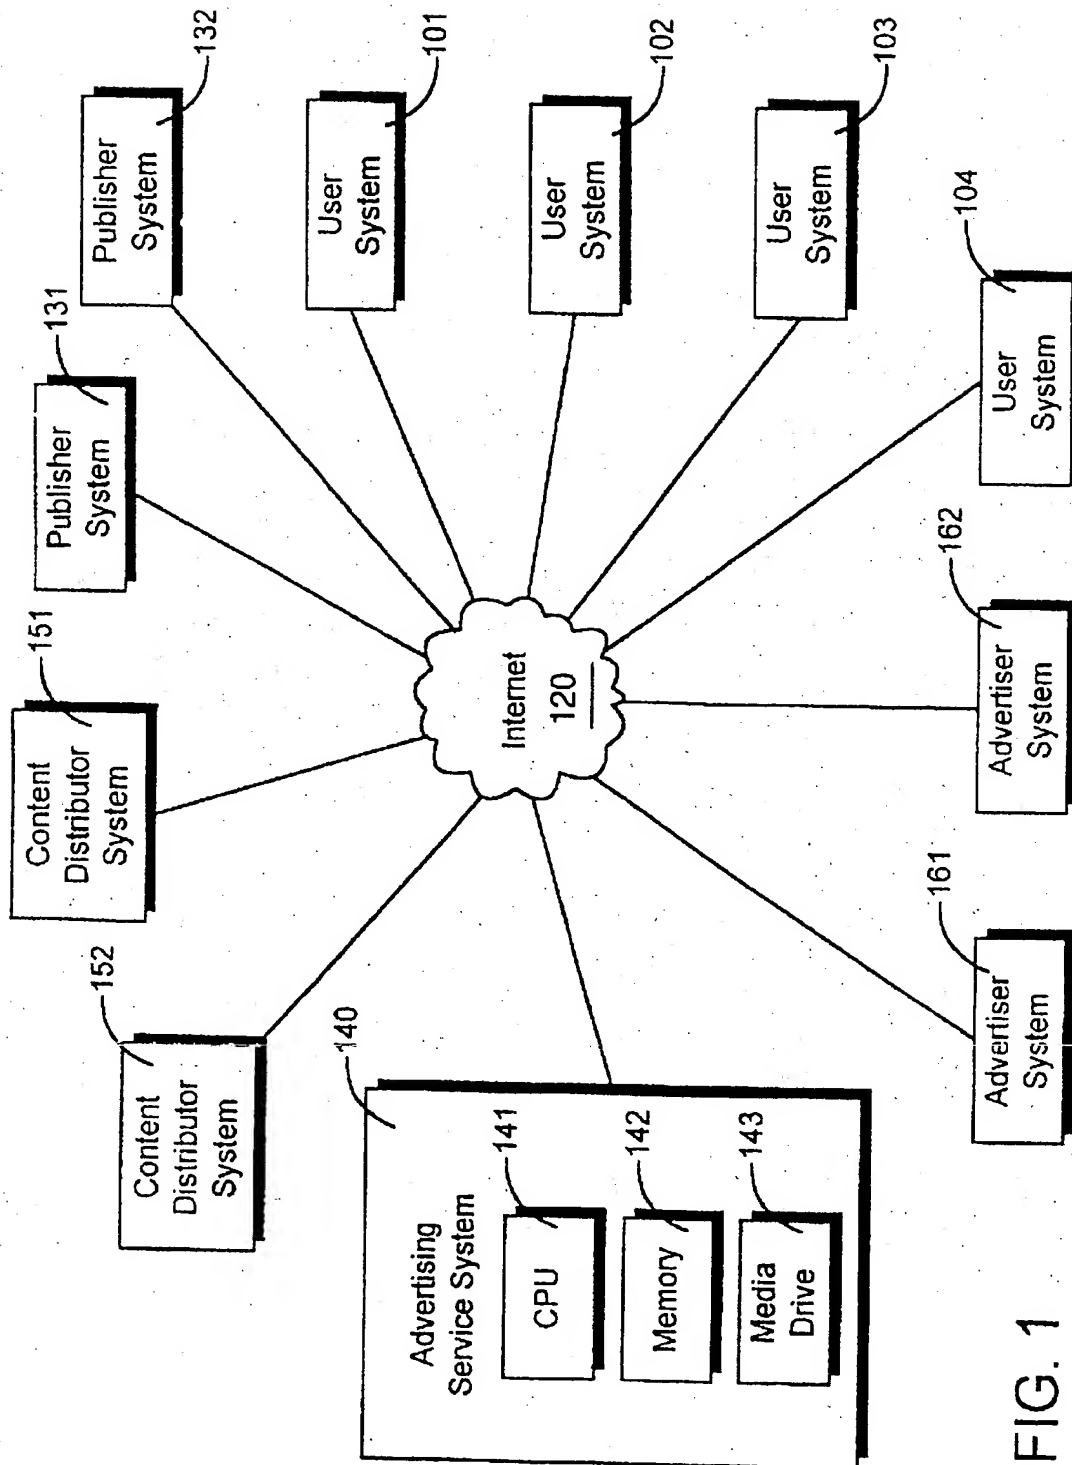 152
Content
Distributor
System
151
Content
Distributor
System
131
Publisher
System
132
Publisher
System
101
User
System
102
User
System
103
User
System
104
User
System
162
Advertiser
System
161
Advertiser
System
Internet
120
140
Advertising
Service System
141
CPU
142
Memory
143
Media
Drive
FIG. 1